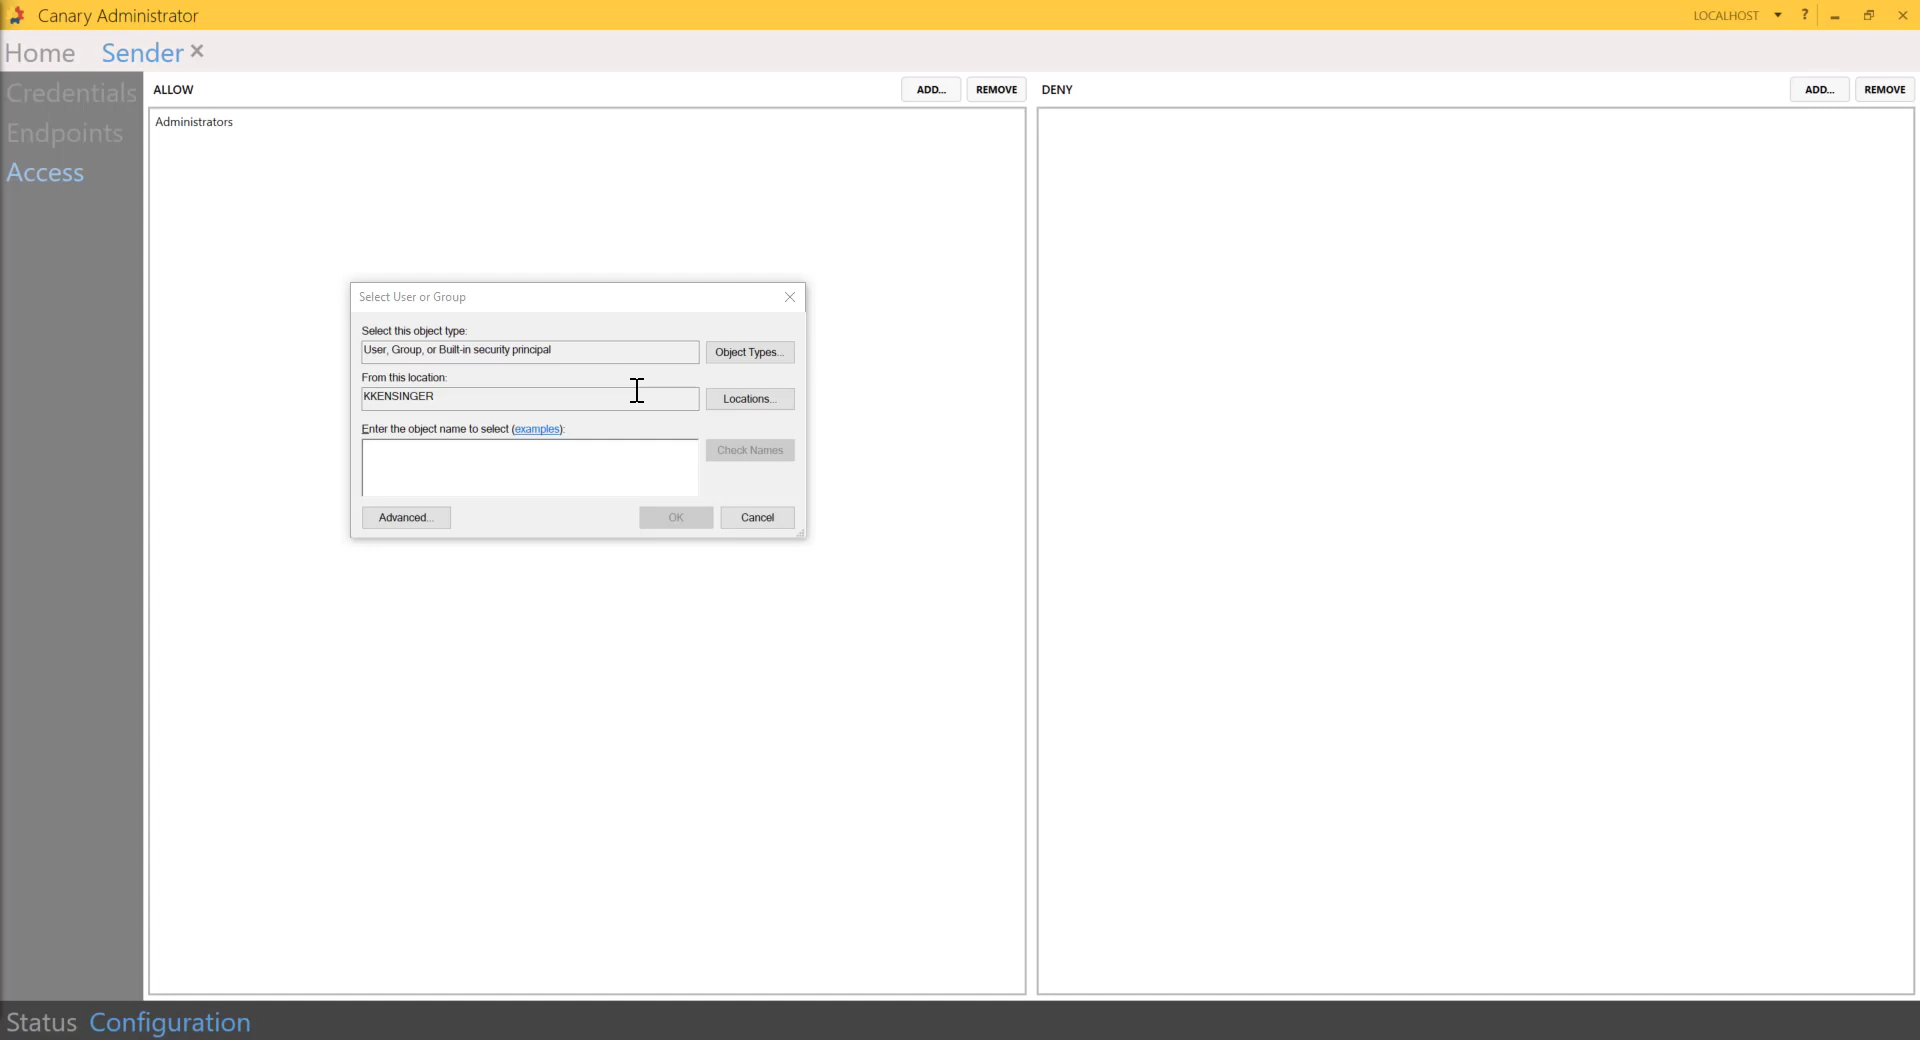 Canary Administrator
LOCALHOST ?
Home Sender
Credentials
Endpoints
Access
ALLOW ADD... REMOVE
DENY ADD... REMOVE
Administrators
Select User or Group
Select this object type:
User, Group, or Built-in security principal
Object Types...
From this location:
KKENSINGER
Locations...
Enter the object name to select (examples):
Check Names
Advanced...
OK
Cancel
Status Configuration